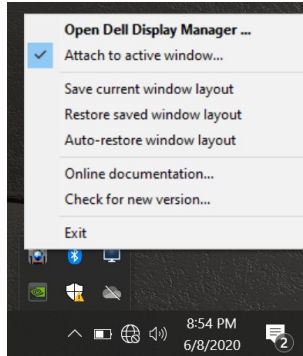 Open Dell Display Manager ...
Attach to active window...
Save current window layout
Restore saved window layout
Auto-restore window layout
Online documentation...
Check for new version...
Exit
8:54 PM
6/8/2020
2